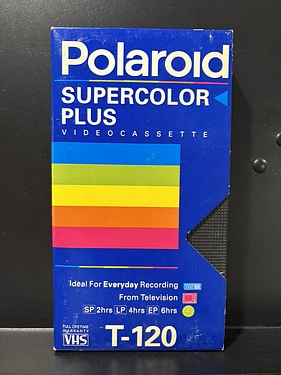 Polaroid
SUPERCOLOR
PLUS
VIDEOCASSETTE
Ideal For Everyday Recording
From Television
SP 2hrs LP 4hrs EP 6hrs
FULL LIFETIME
WARRANTY
VHS
T-120